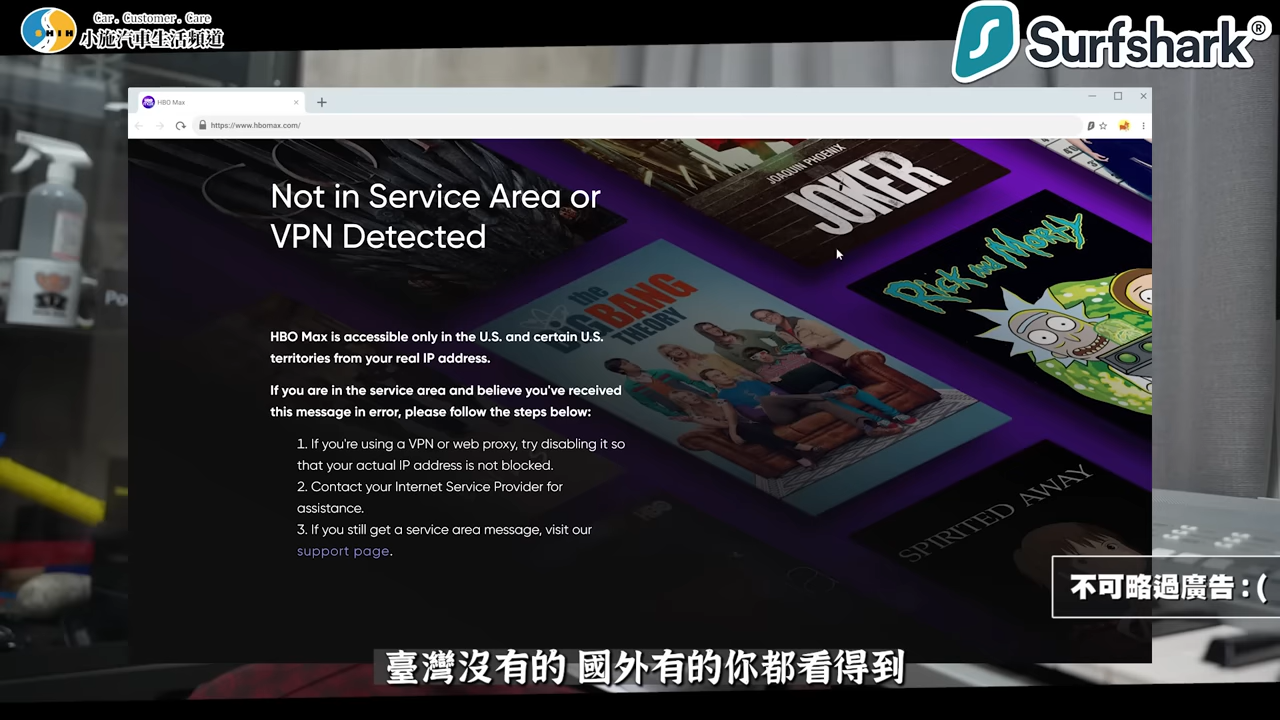 Car. Customer. Care
SHIH
小施汽車生活頻道
Surfshark®
HBO Max
https://www.hbomax.com/
Not in Service Area or
VPN Detected
HBO Max is accessible only in the U.S. and certain U.S.
territories from your real IP address.
If you are in the service area and believe you've received
this message in error, please follow the steps below:
1. If you're using a VPN or web proxy, try disabling it so
that your actual IP address is not blocked.
2. Contact your Internet Service Provider for
assistance.
3. If you still get a service area message, visit our
support page.
JOAQUIN PHOENIX
JOKER
Rick and Morty
the
BIG BANG
THEORY
SPIRITED AWAY
HBO
Po
不可略過廣告 : (
臺灣沒有的 國外有的你都看得到